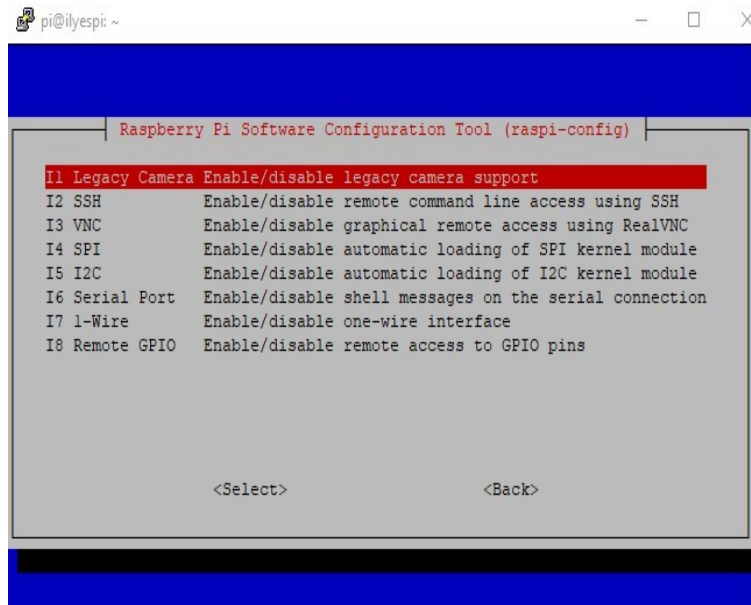 pi@ilyespi: ~
Raspberry Pi Software Configuration Tool (raspi-config)
I1 Legacy Camera Enable/disable legacy camera support
I2 SSH Enable/disable remote command line access using SSH
I3 VNC Enable/disable graphical remote access using RealVNC
I4 SPI Enable/disable automatic loading of SPI kernel module
I5 I2C Enable/disable automatic loading of I2C kernel module
I6 Serial Port Enable/disable shell messages on the serial connection
I7 1-Wire Enable/disable one-wire interface
I8 Remote GPIO Enable/disable remote access to GPIO pins
<Select> <Back>